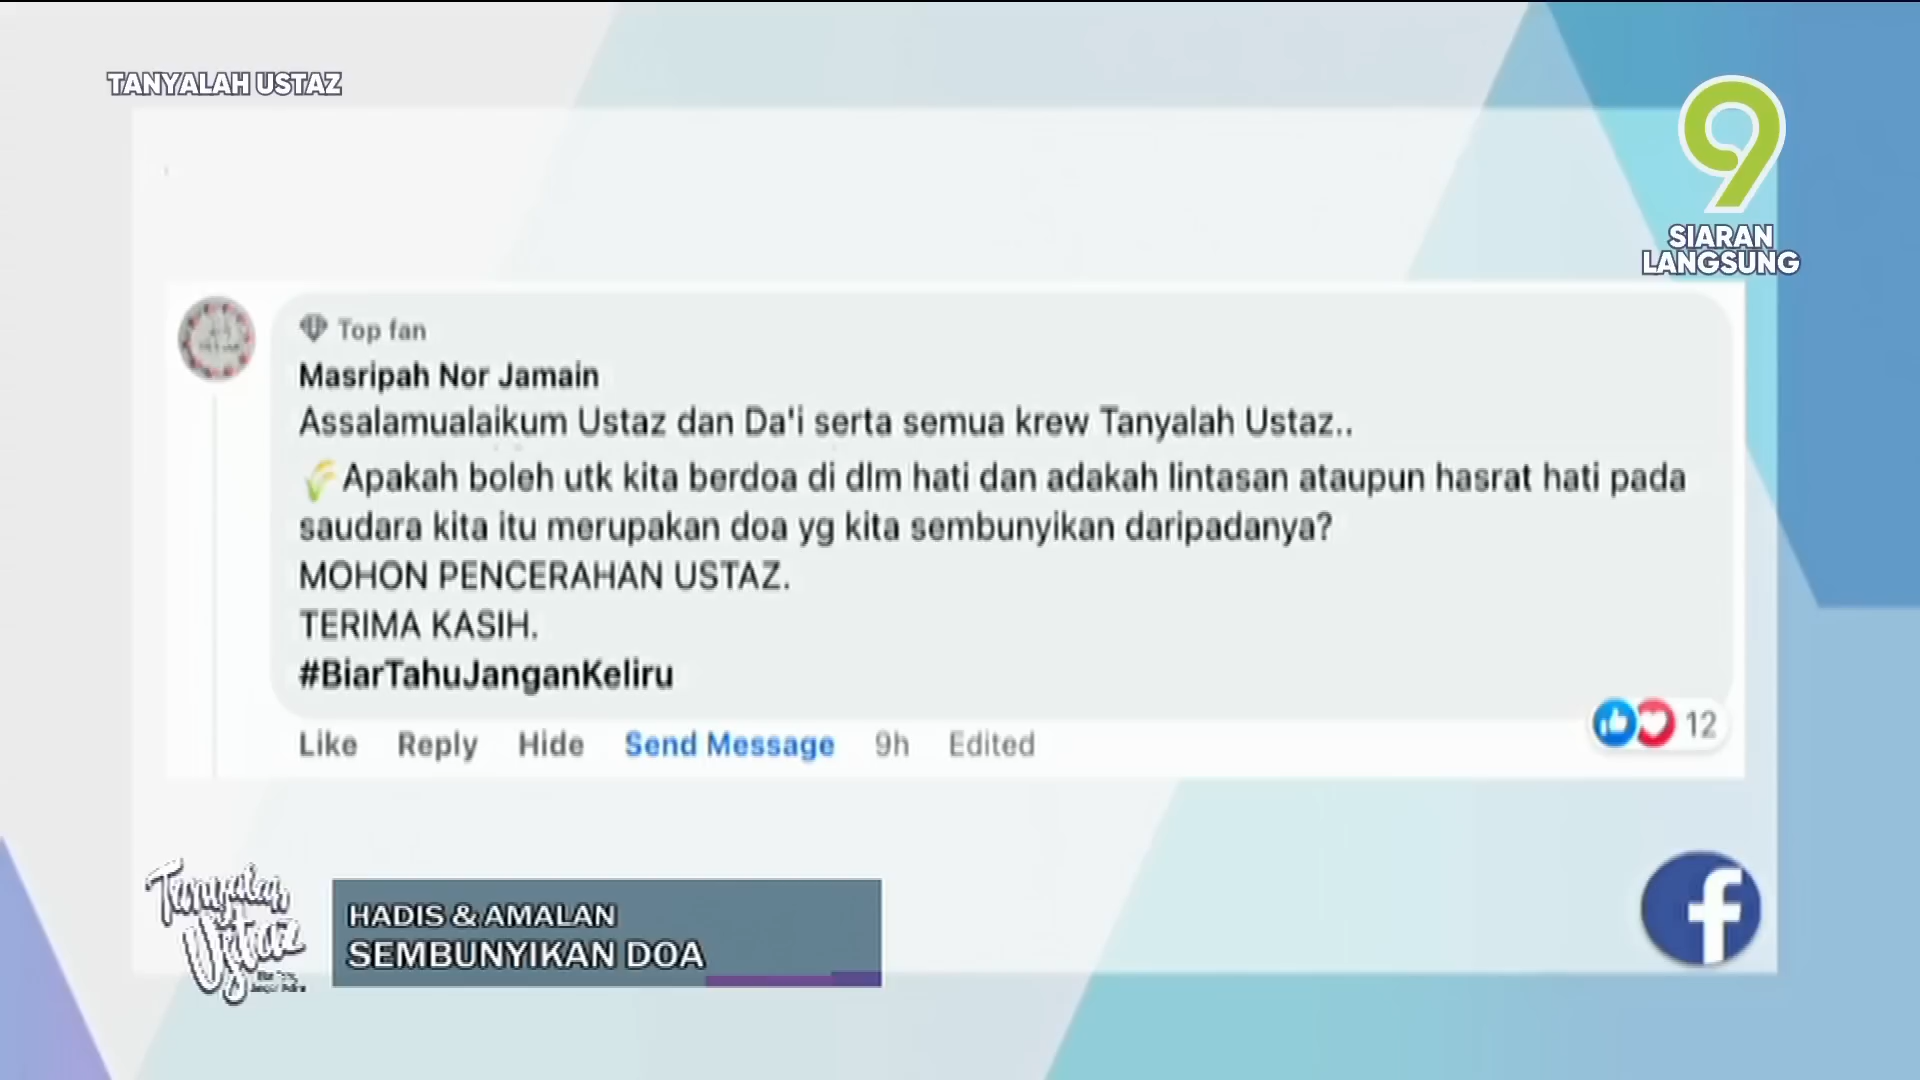 TANYALAH USTAZ
9
SIARAN
LANGSUNG
Top fan
Masripah Nor Jamain
Assalamualaikum Ustaz dan Da'i serta semua krew Tanyalah Ustaz..
Apakah boleh utk kita berdoa di dlm hati dan adakah lintasan ataupun hasrat hati pada
saudara kita itu merupakan doa yg kita sembunyikan daripadanya?
MOHON PENCERAHAN USTAZ.
TERIMA KASIH.
#BiarTahuJanganKeliru
12
Like Reply Hide Send Message 9h Edited
Tanyalah
Ustaz
HADIS & AMALAN
SEMBUNYIKAN DOA
f